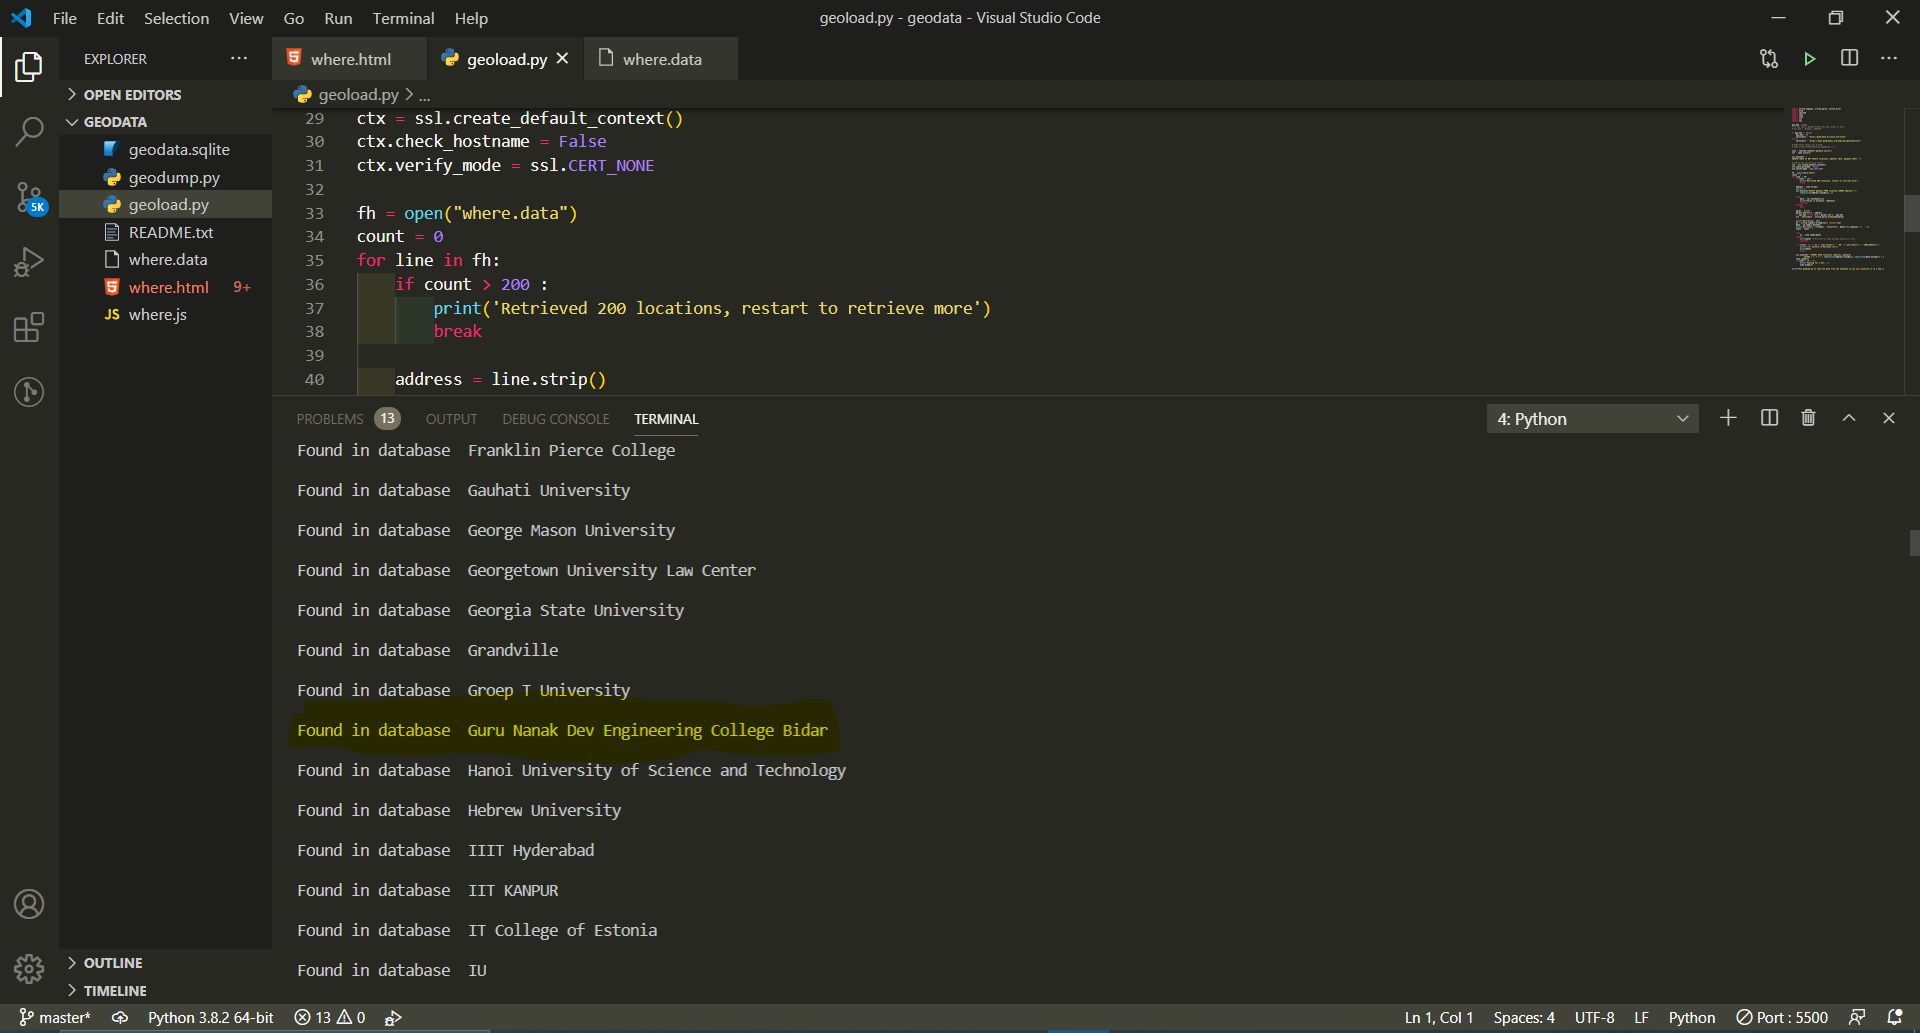 File Edit Selection View Go Run Terminal Help
geoload.py - geodata - Visual Studio Code
EXPLORER
where.html
geoload.py
where.data
OPEN EDITORS
GEODATA
geodata.sqlite
geodump.py
geoload.py
README.txt
where.data
where.html 9+
JS where.js
5K
OUTLINE
TIMELINE
geoload.py > ...
29 ctx = ssl.create_default_context()
30 ctx.check_hostname = False
31 ctx.verify_mode = ssl.CERT_NONE
32
33 fh = open("where.data")
34 count = 0
35 for line in fh:
36 if count > 200 :
37 print('Retrieved 200 locations, restart to retrieve more')
38 break
39
40 address = line.strip()
PROBLEMS 13 OUTPUT DEBUG CONSOLE TERMINAL
4: Python
Found in database Franklin Pierce College
Found in database Gauhati University
Found in database George Mason University
Found in database Georgetown University Law Center
Found in database Georgia State University
Found in database Grandville
Found in database Groep T University
Found in database Guru Nanak Dev Engineering College Bidar
Found in database Hanoi University of Science and Technology
Found in database Hebrew University
Found in database IIIT Hyderabad
Found in database IIT KANPUR
Found in database IT College of Estonia
Found in database IU
master* Python 3.8.2 64-bit 13 0 Ln 1, Col 1 Spaces: 4 UTF-8 LF Python Port : 5500